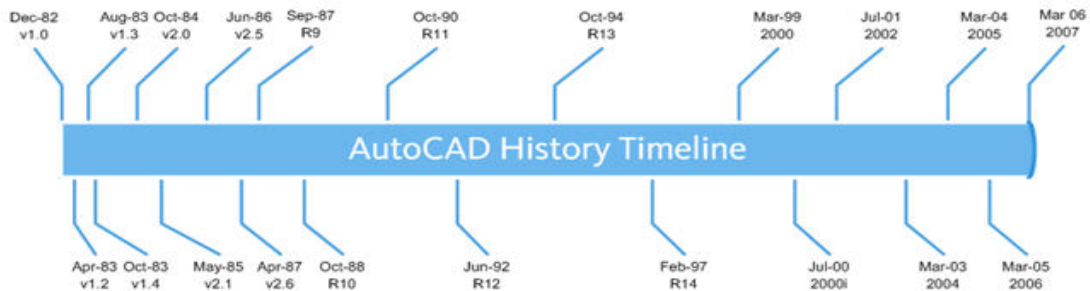 Dec-82
v1.0
Aug-83
v1.3
Oct-84
v2.0
Jun-86
v2.5
Sep-87
R9
Oct-90
R11
Oct-94
R13
Mar-99
2000
Jul-01
2002
Mar-04
2005
Mar 06
2007
AutoCAD History Timeline
Apr-83
v1.2
Oct-83
v1.4
May-85
v2.1
Apr-87
v2.6
Oct-88
R10
Jun-92
R12
Feb-97
R14
Jul-00
2000i
Mar-03
2004
Mar-05
2006